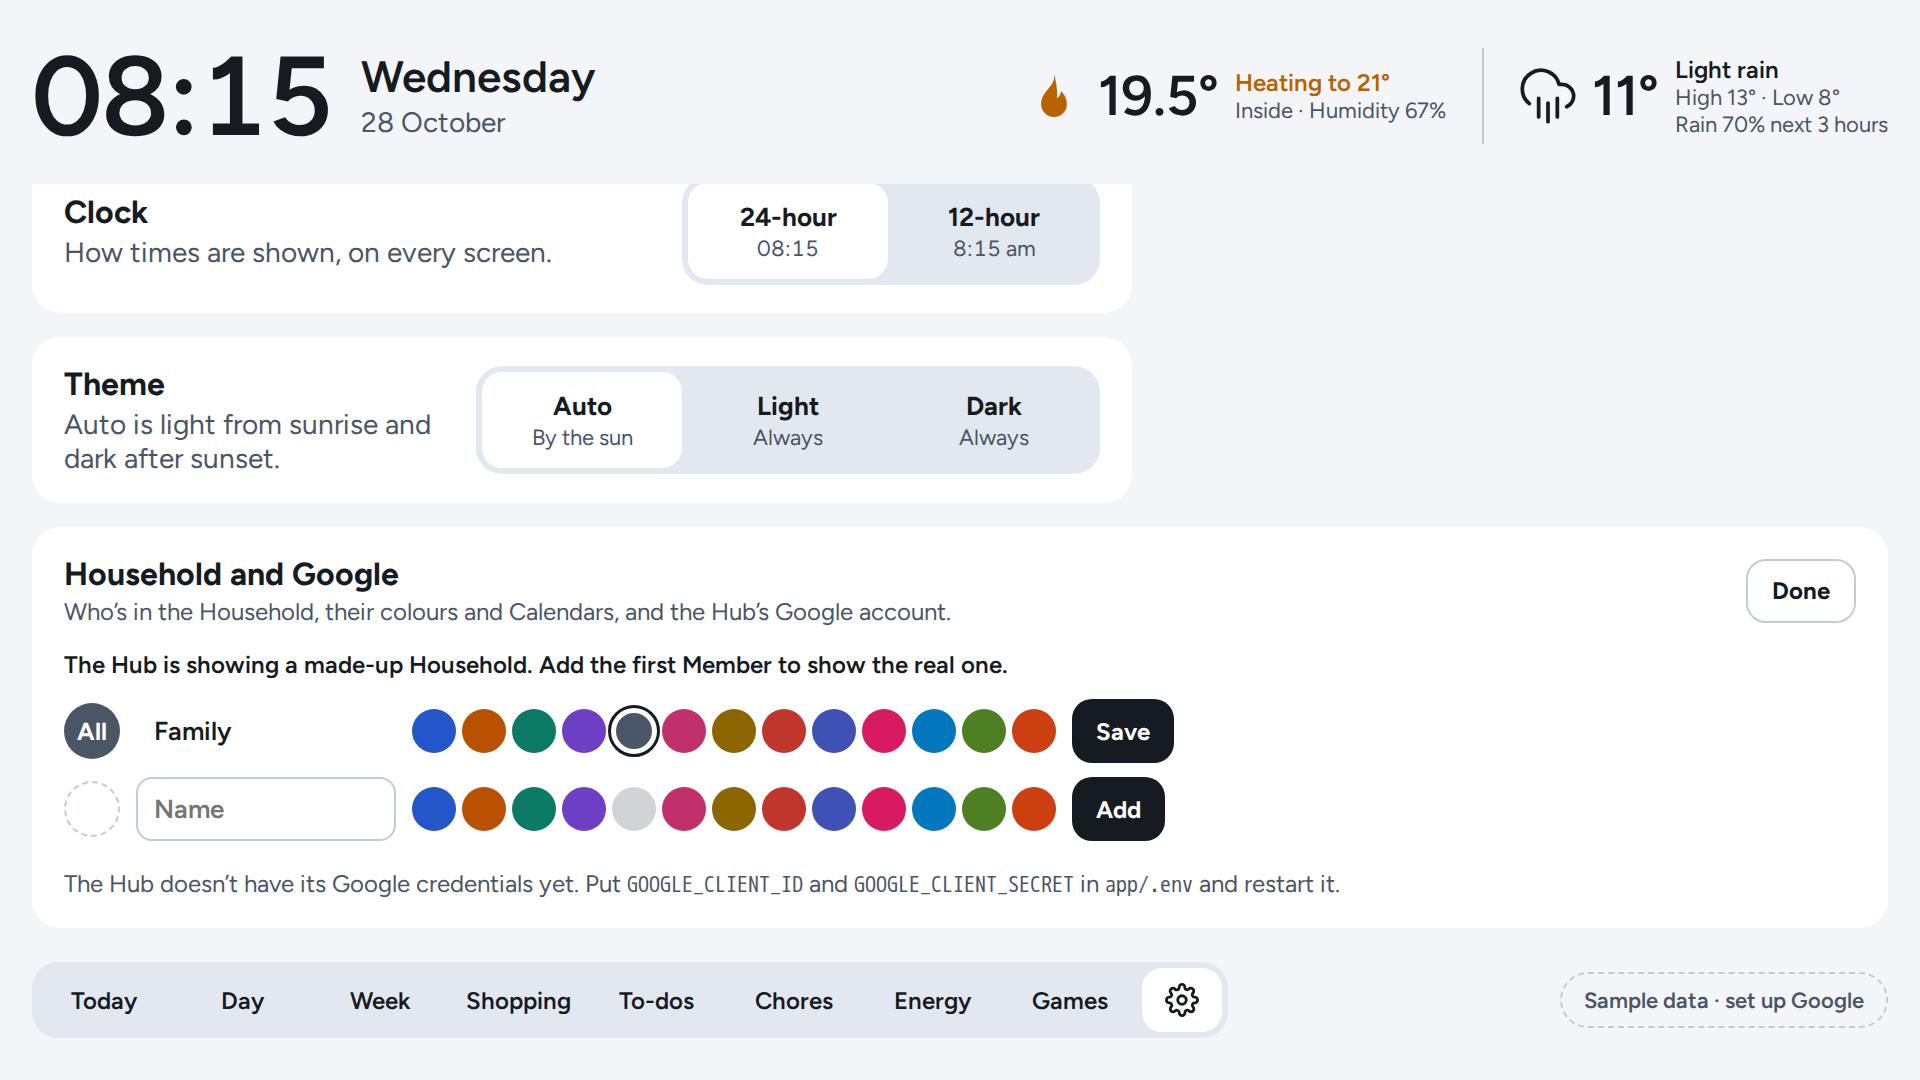 08:15
Wednesday
28 October
19.5°
Heating to 21°
Inside · Humidity 67%
11°
Light rain
High 13° · Low 8°
Rain 70% next 3 hours
Clock
How times are shown, on every screen.
24-hour
08:15
12-hour
8:15 am
Theme
Auto is light from sunrise and
dark after sunset.
Auto
By the sun
Light
Always
Dark
Always
Household and Google
Who’s in the Household, their colours and Calendars, and the Hub’s Google account.
Done
The Hub is showing a made-up Household. Add the first Member to show the real one.
All
Family
Save
Name
Add
The Hub doesn’t have its Google credentials yet. Put GOOGLE_CLIENT_ID and GOOGLE_CLIENT_SECRET in app/.env and restart it.
Today
Day
Week
Shopping
To-dos
Chores
Energy
Games
Sample data · set up Google